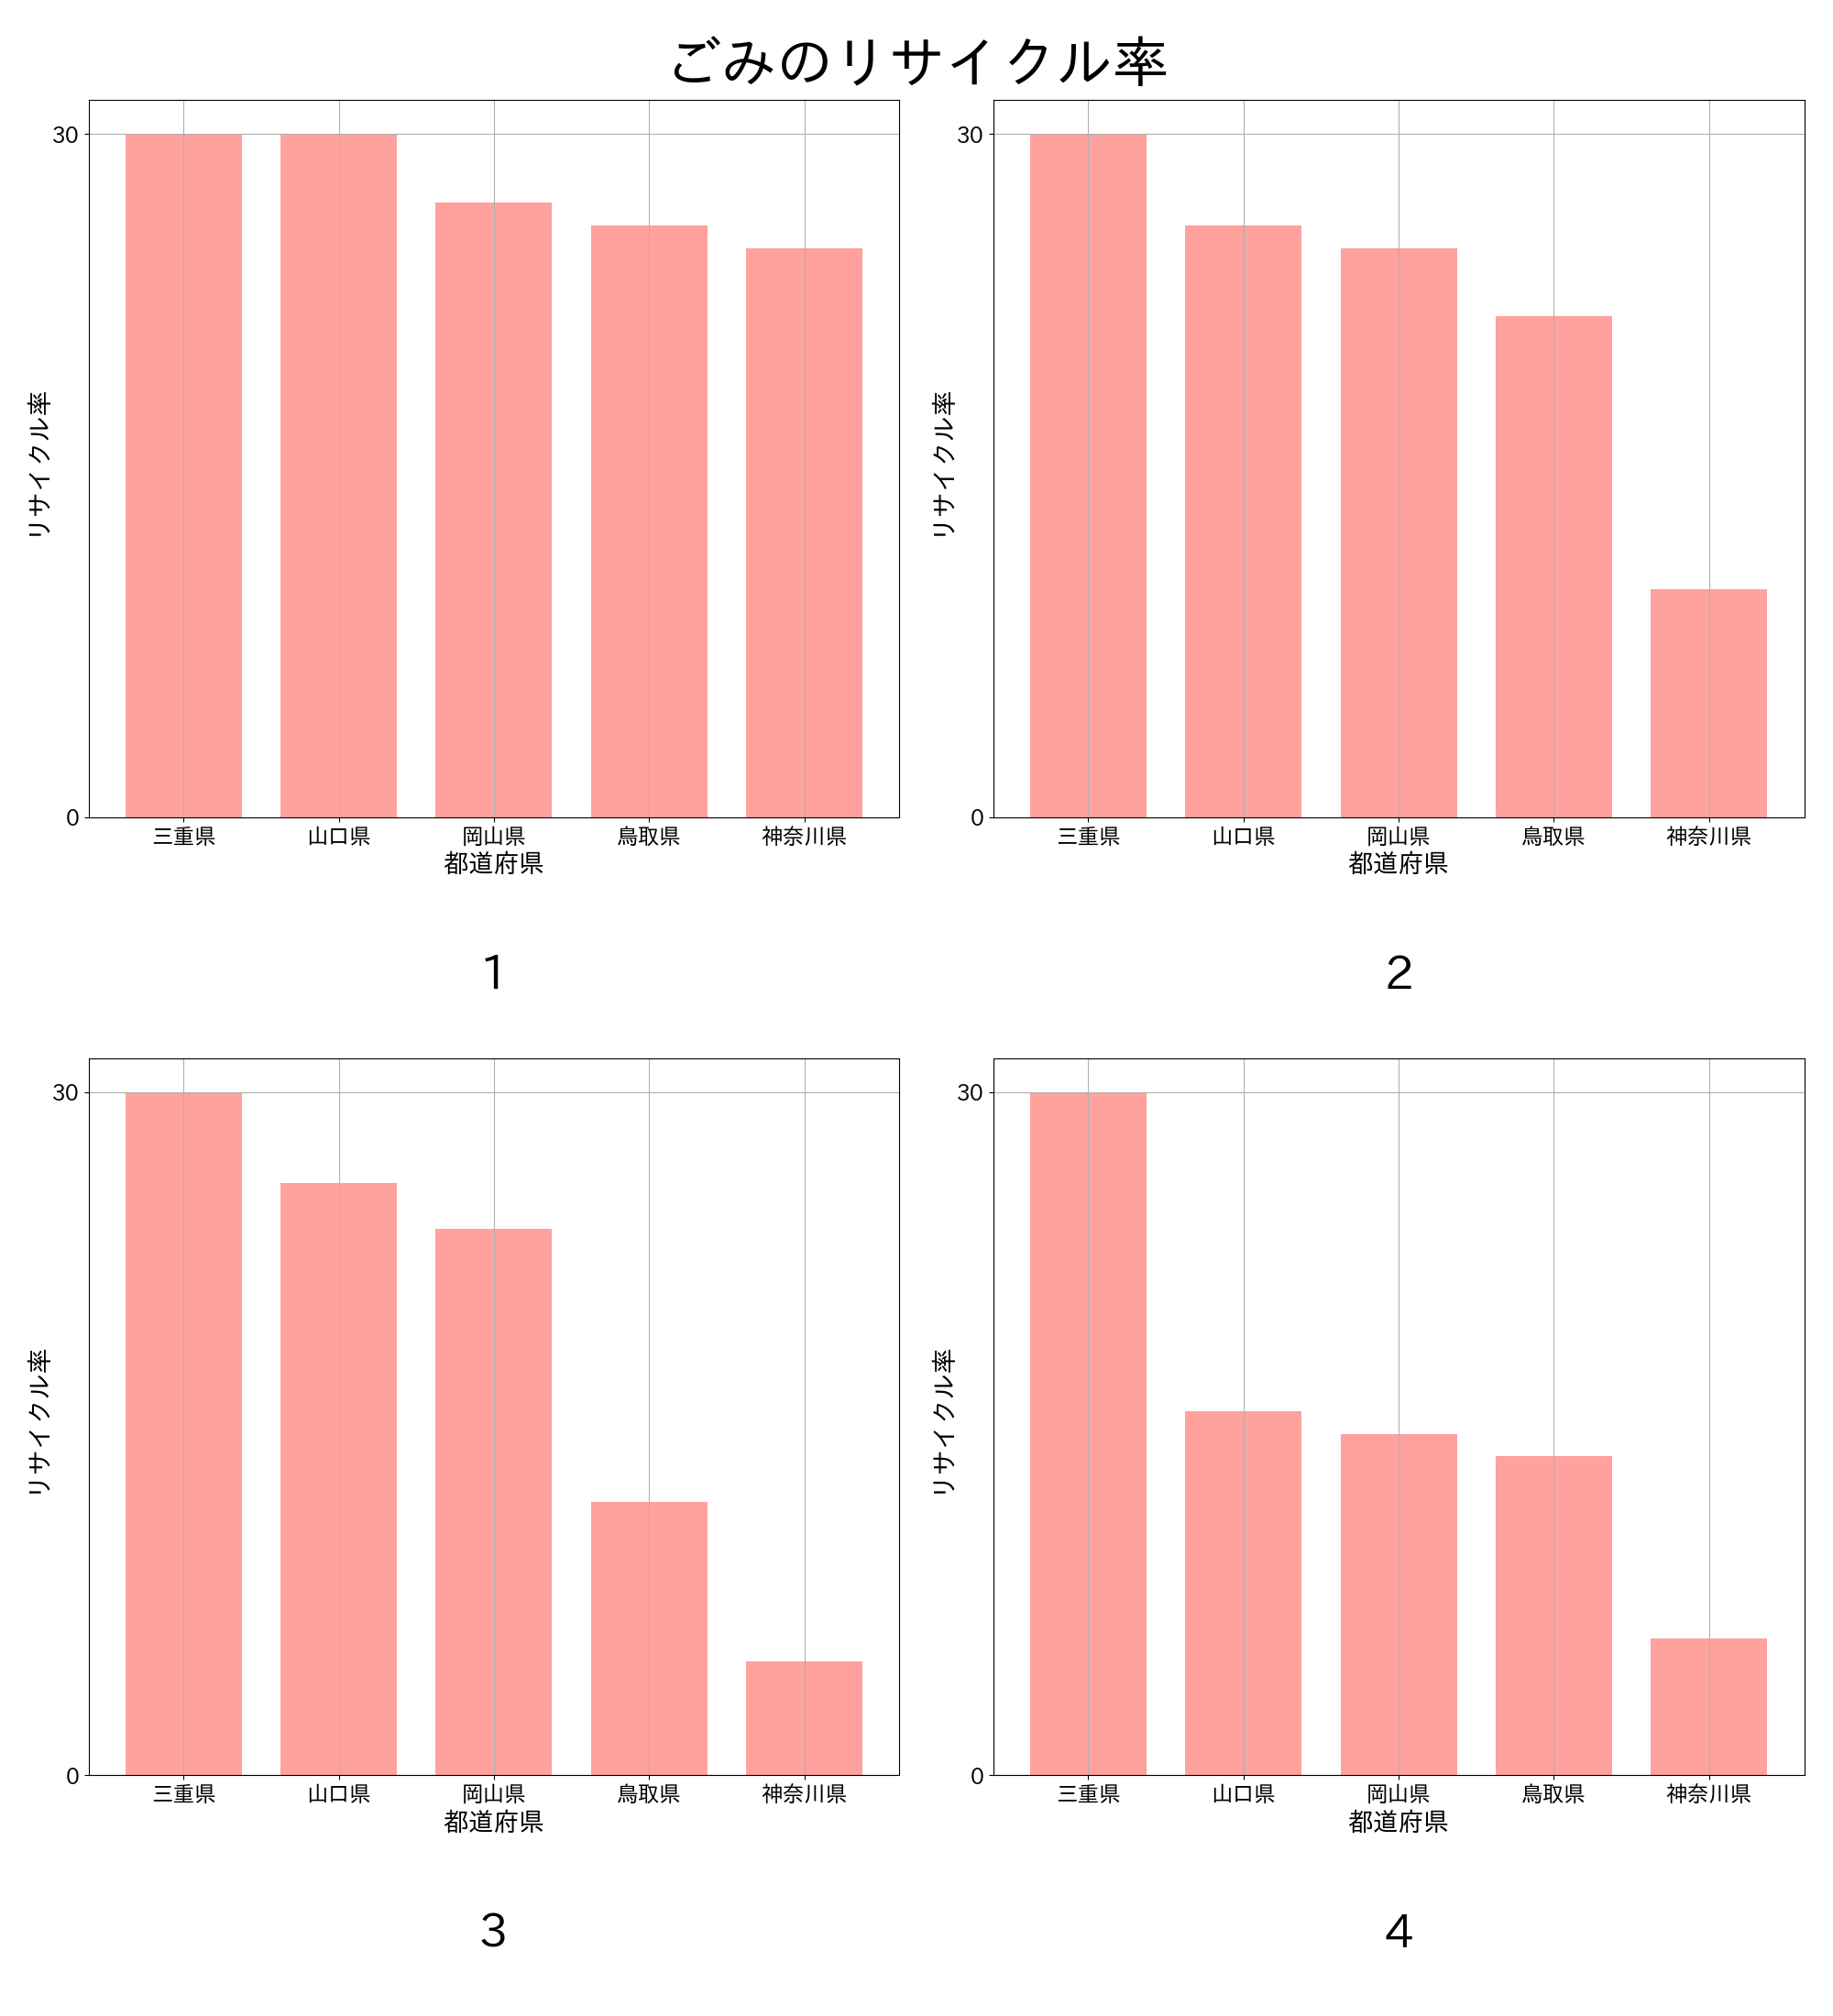 ごみのリサイクル率
30
0
リサイクル率
三重県 山口県 岡山県 鳥取県 神奈川県
都道府県
1
30
0
リサイクル率
三重県 山口県 岡山県 鳥取県 神奈川県
都道府県
2
30
0
リサイクル率
三重県 山口県 岡山県 鳥取県 神奈川県
都道府県
3
30
0
リサイクル率
三重県 山口県 岡山県 鳥取県 神奈川県
都道府県
4